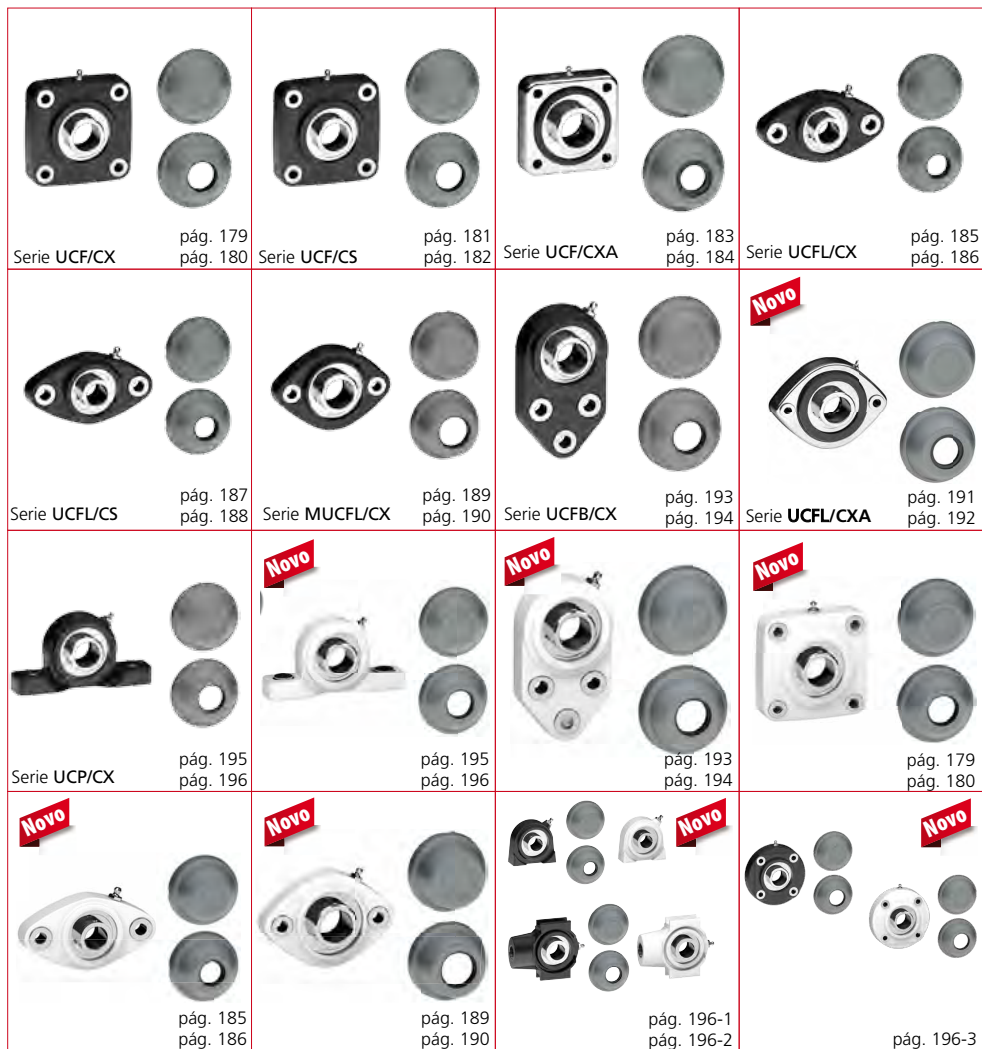 pág. 179
Serie UCF/CX pág. 180
pág. 181
Serie UCF/CS pág. 182
pág. 183
Serie UCF/CXA pág. 184
pág. 185
Serie UCFL/CX pág. 186
pág. 187
Serie UCFL/CS pág. 188
pág. 189
Serie MUCFL/CX pág. 190
pág. 193
Serie UCFB/CX pág. 194
Novo
pág. 191
Serie UCFL/CXA pág. 192
pág. 195
Serie UCP/CX pág. 196
Novo
pág. 195
pág. 196
Novo
pág. 193
pág. 194
Novo
pág. 179
pág. 180
Novo
pág. 185
pág. 186
Novo
pág. 189
pág. 190
Novo
pág. 196-1
pág. 196-2
Novo
pág. 196-3